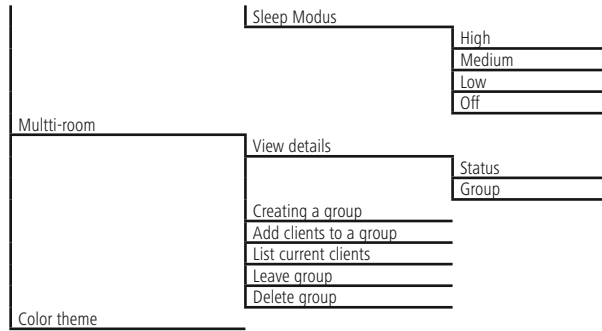 Sleep Modus
High
Medium
Low
Off
Multti-room
View details
Status
Group
Creating a group
Add clients to a group
List current clients
Leave group
Delete group
Color theme